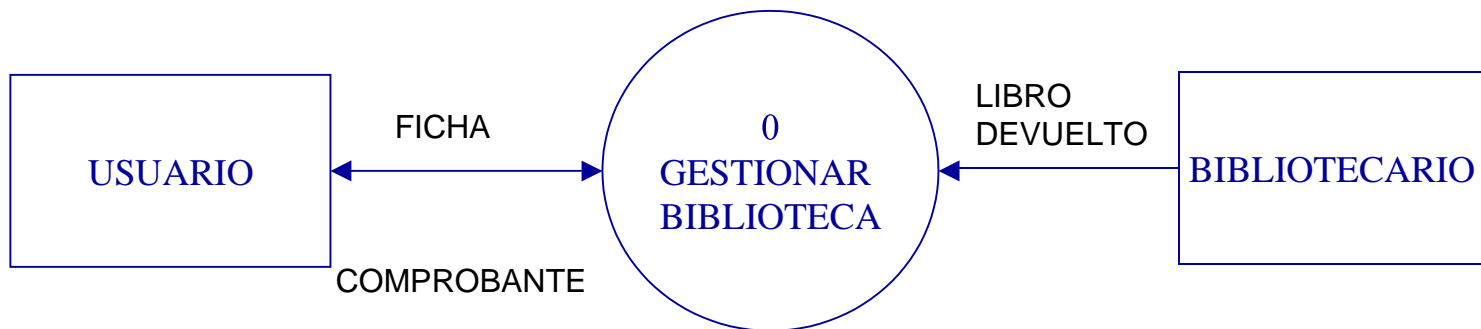 USUARIO
FICHA
COMPROBANTE
0
GESTIONAR
BIBLIOTECA
LIBRO
DEVUELTO
BIBLIOTECARIO